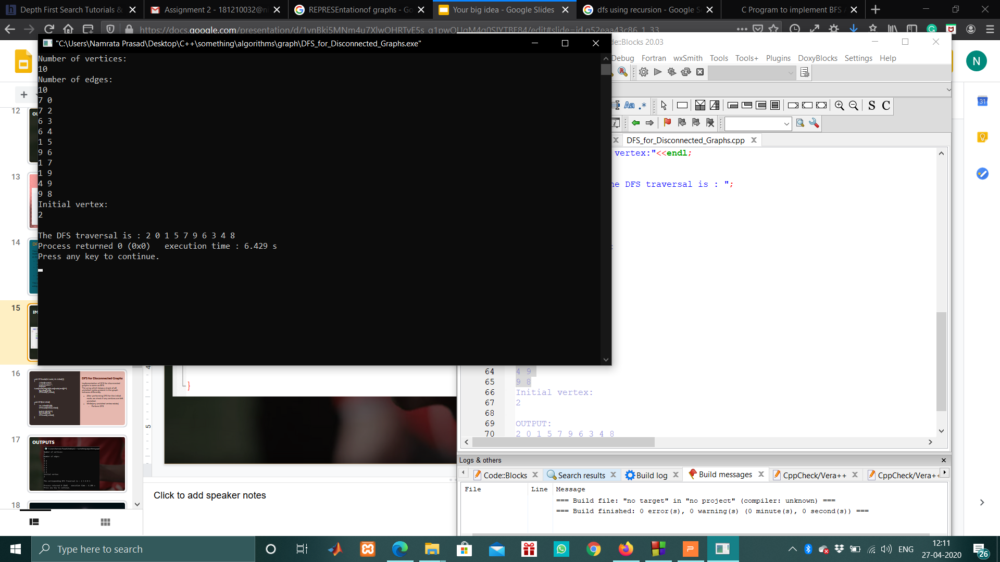 Depth First Search Tutorials &
Assignment 2 - 181210032@ni
REPRESEntationof graphs - Go
Your big idea - Google Slides
dfs using recursion - Google S
C Program to implement BFS A
"C:\Users\Namrata Prasad\Desktop\C++\something\algorithms\graph\DFS_for_Disconnected_Graphs.exe"
Number of vertices:
10
Number of edges:
10
7 0
7 2
6 3
6 4
1 5
9 6
1 7
1 9
4 9
9 8
Initial vertex:
2
The DFS traversal is : 2 0 1 5 7 9 6 3 4 8
Process returned 0 (0x0)   execution time : 6.429 s
Press any key to continue.
de::Blocks 20.03
Debug Fortran wxSmith Tools Tools+ Plugins DoxyBlocks Settings Help
N
Aa .* S C
31
DFS_for_Disconnected_Graphs.cpp
vertex:"<<endl;
he DFS traversal is : ";
12
13
14
15
16
DFS for Disconnected Graphs
17
OUTPUTS
18
4
5
}
64 4 9
65 9 8
66 Initial vertex:
67 2
68
69 OUTPUT:
70 2 0 1 5 7 9 6 3 4 8
Click to add speaker notes
Logs & others
Code::Blocks
Search results
Build log
Build messages
CppCheck/Vera++
CppCheck/Vera++
File Line Message
=== Build file: "no target" in "no project" (compiler: unknown) ===
=== Build finished: 0 error(s), 0 warning(s) (0 minute(s), 0 second(s)) ===
Type here to search
ENG
12:11
27-04-2020
26